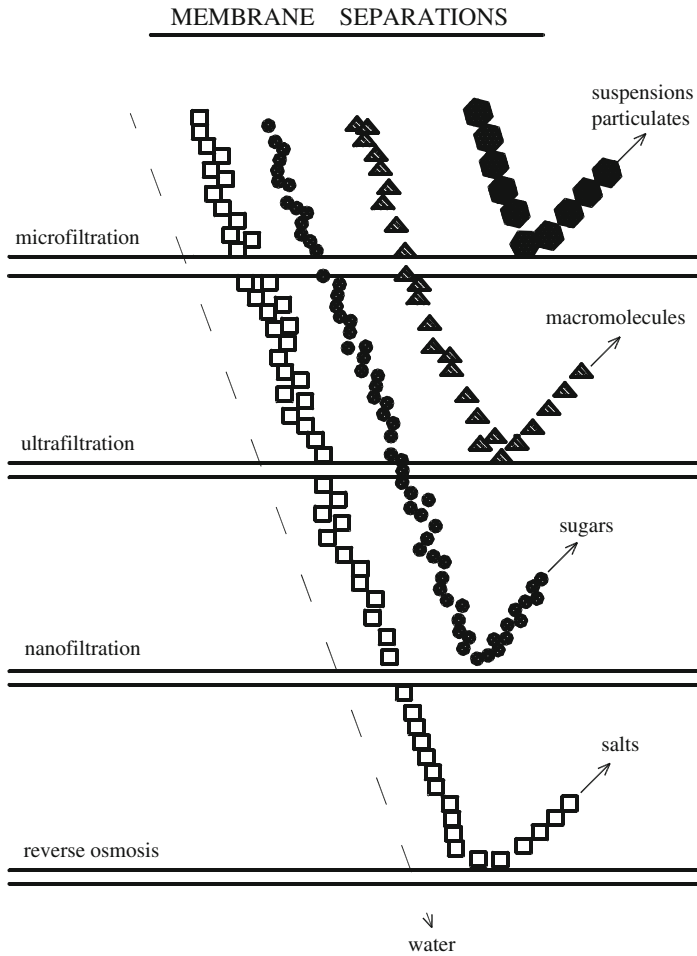 MEMBRANE SEPARATIONS
suspensions
particulates
microfiltration
macromolecules
ultrafiltration
sugars
nanofiltration
salts
reverse osmosis
water